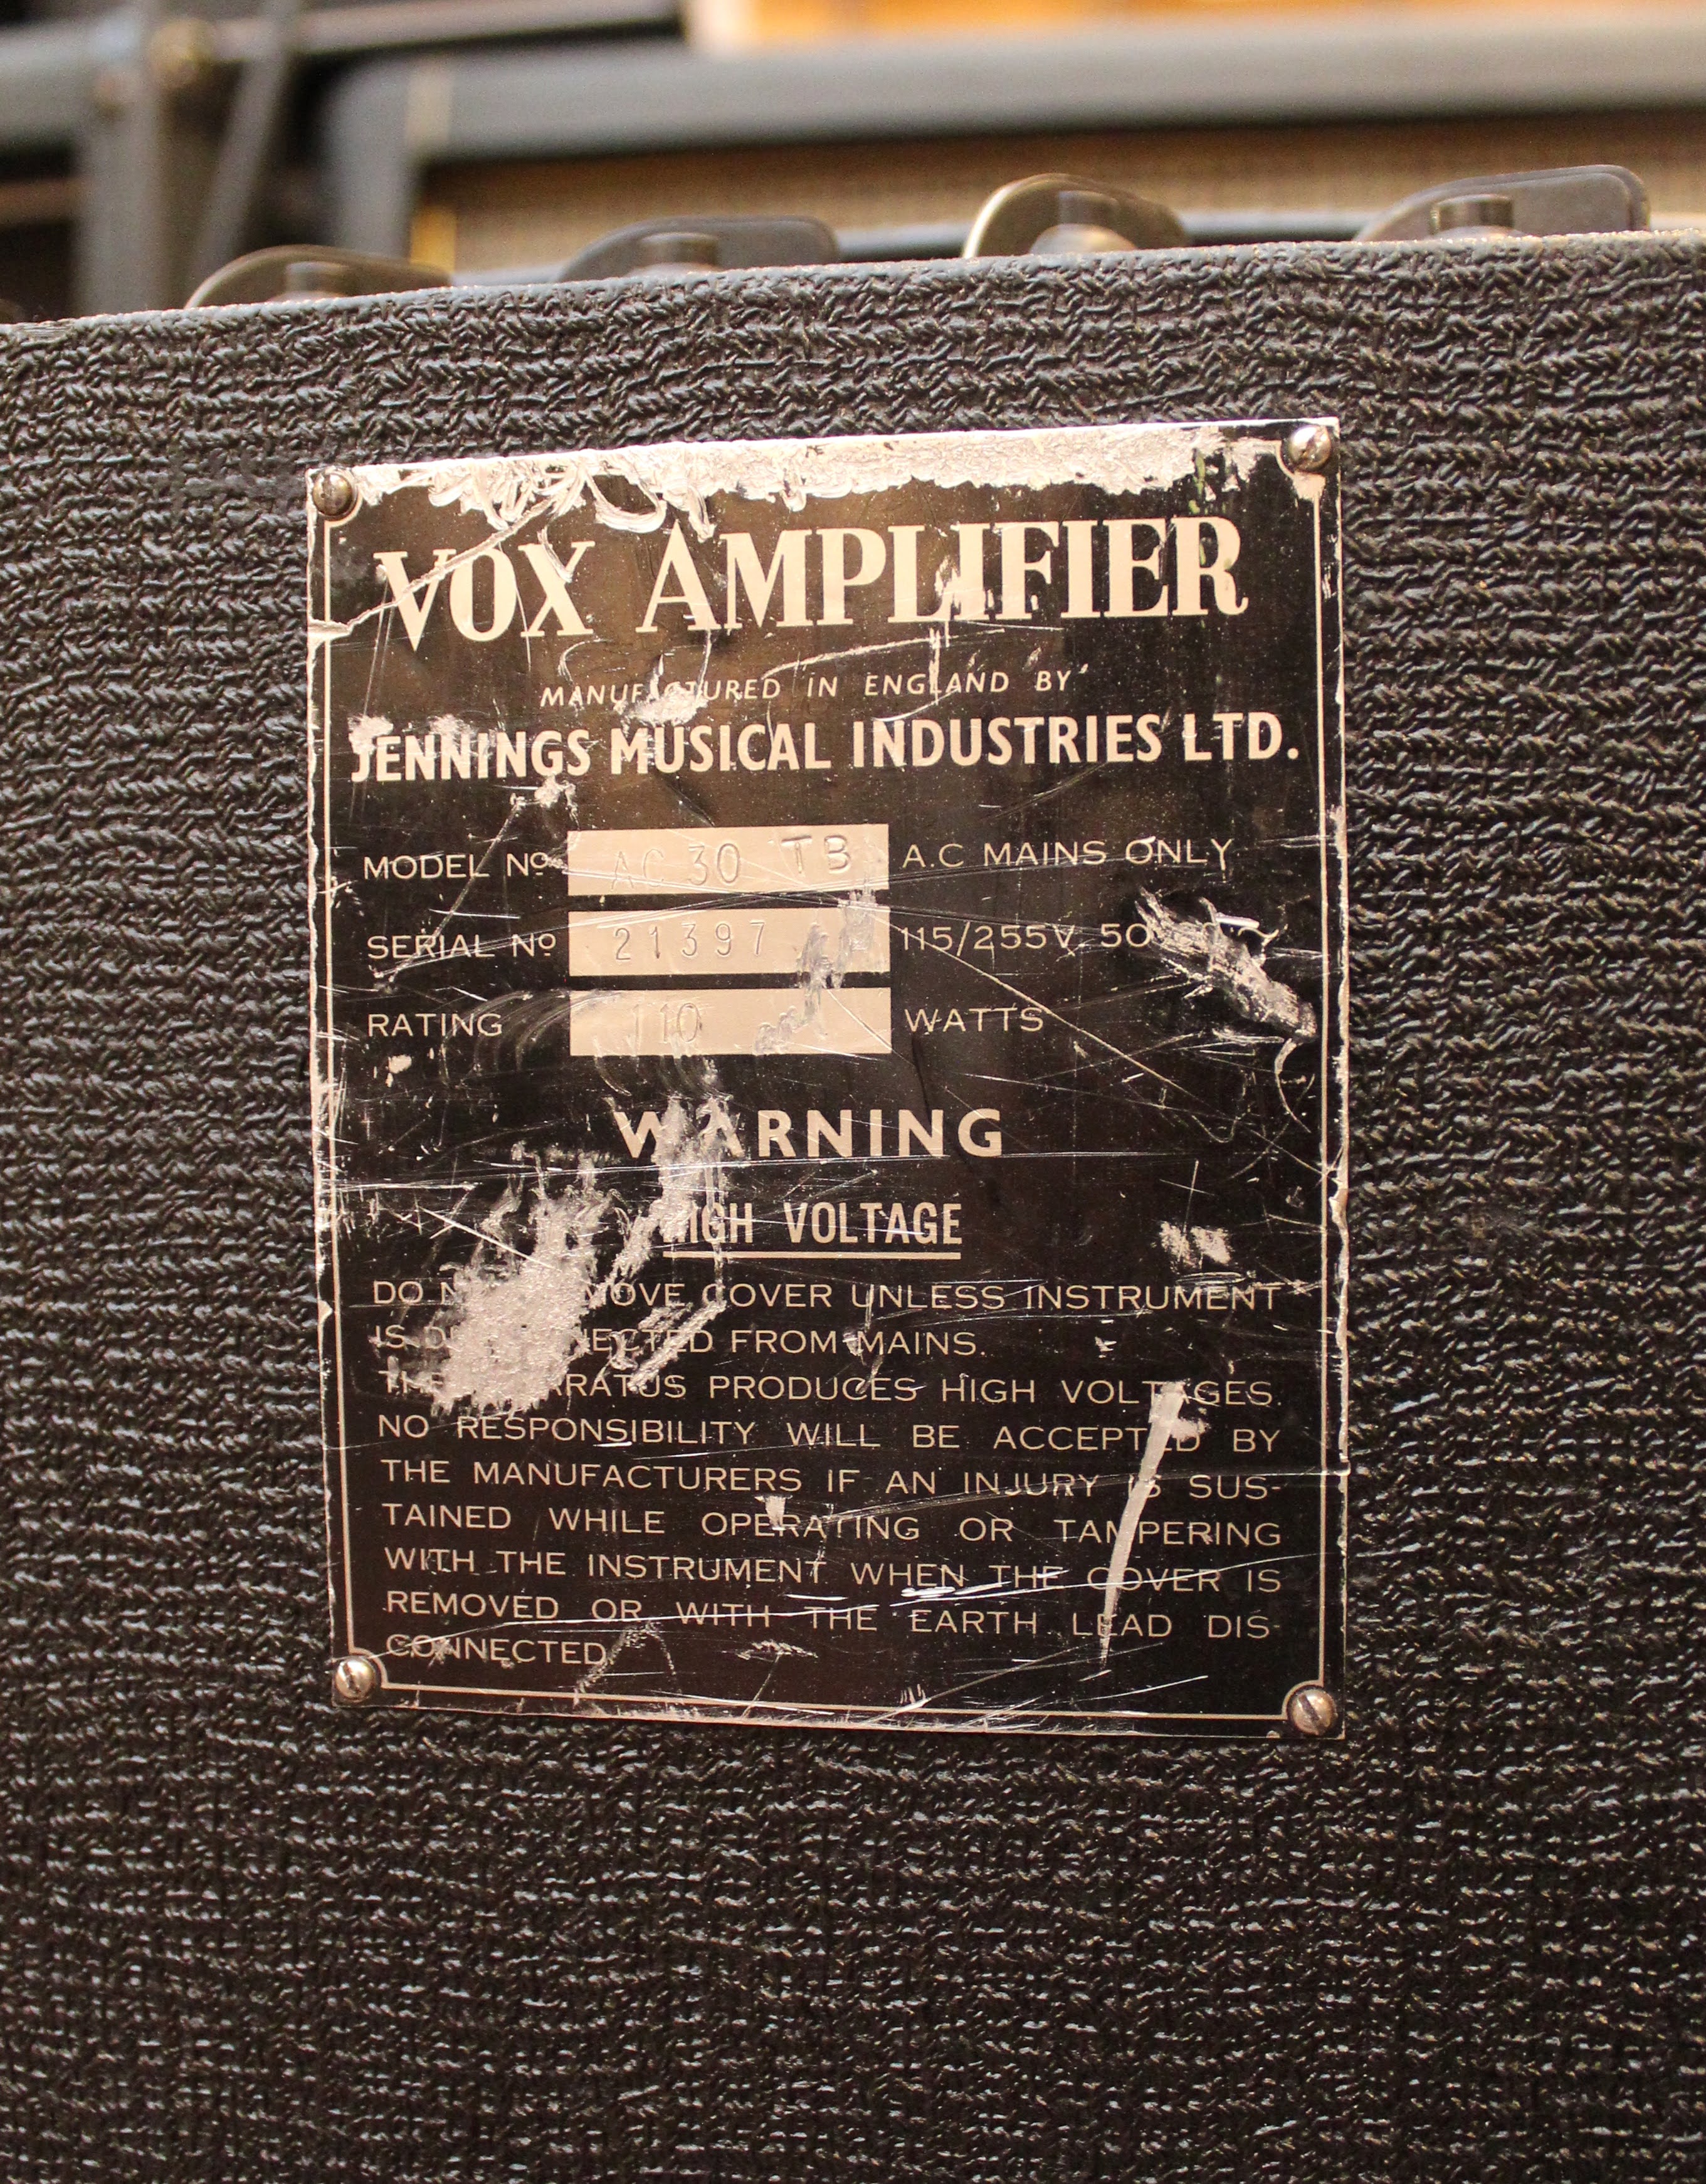 VOX AMPLIFIER
MANUFACTURED IN ENGLAND BY
JENNINGS MUSICAL INDUSTRIES LTD.
MODEL Nº AC 30 TB A.C MAINS ONLY
SERIAL Nº 21397 115/255V, 50
RATING 110 WATTS
WARNING
HIGH VOLTAGE
DO COVER UNLESS INSTRUMENT
IS FROM MAINS.
PRODUCES HIGH VOLTAGES.
NO RESPONSIBILITY WILL BE ACCEPTED BY
THE MANUFACTURERS IF AN INJURY IS SUS-
TAINED WHILE OPERATING OR TAMPERING
WITH THE INSTRUMENT WHEN THE COVER IS
REMOVED OR WITH THE EARTH LEAD DIS-
CONNECTED.